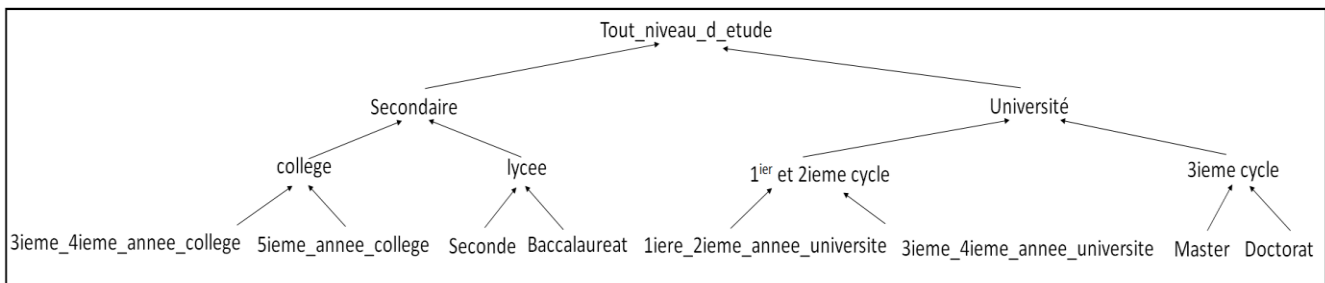 Tout_niveau_d_etude
Secondaire Université
college lycee 1ier et 2ieme cycle 3ieme cycle
3ieme_4ieme_annee_college 5ieme_annee_college Seconde Baccalaureat 1iere_2ieme_annee_universite 3ieme_4ieme_annee_universite Master Doctorat